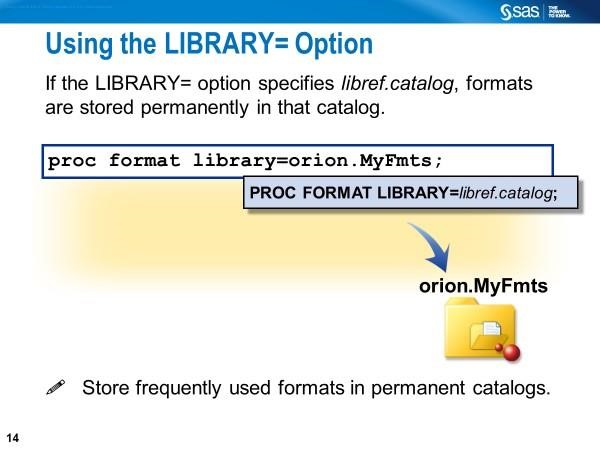 sas
THE
POWER
TO KNOW.
Using the LIBRARY= Option
If the LIBRARY= option specifies libref.catalog, formats
are stored permanently in that catalog.
proc format library=orion.MyFmts;
PROC FORMAT LIBRARY=libref.catalog;
orion.MyFmts
Store frequently used formats in permanent catalogs.
14